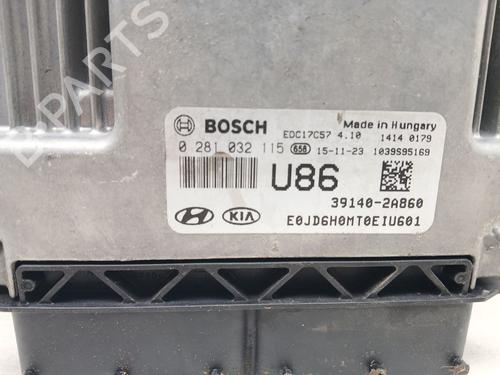 BOSCH EDC17C57 4.10 Made in Hungary
1414 0179
0 281 032 115 658 15-11-23 1039S95169
U86
39140-2A860
KIA
E0JD6H0MT0EIU601
B-PARTS